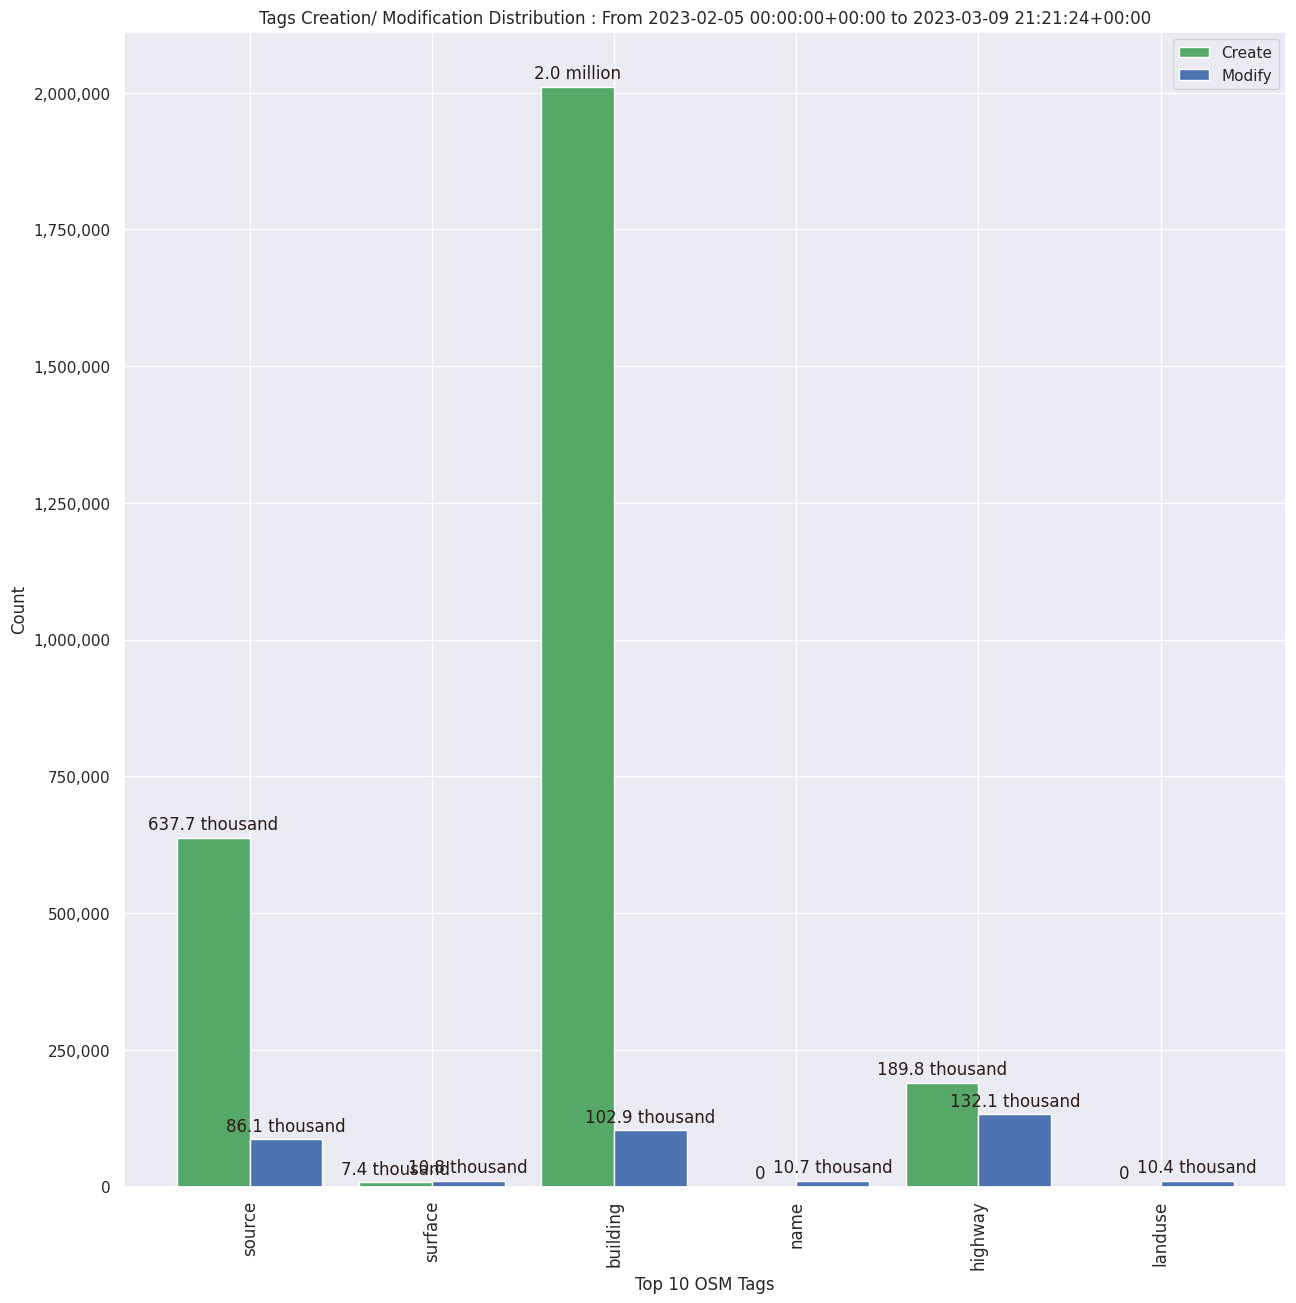 Tags Creation/ Modification Distribution : From 2023-02-05 00:00:00+00:00 to 2023-03-09 21:21:24+00:00
Create
Modify
2.0 million
2,000,000
1,750,000
1,500,000
1,250,000
1,000,000
Count
750,000
637.7 thousand
500,000
250,000
189.8 thousand
132.1 thousand
86.1 thousand
102.9 thousand
7.4 thousand
10.8 thousand
0
10.7 thousand
0
10.4 thousand
0
source
surface
building
name
highway
landuse
Top 10 OSM Tags